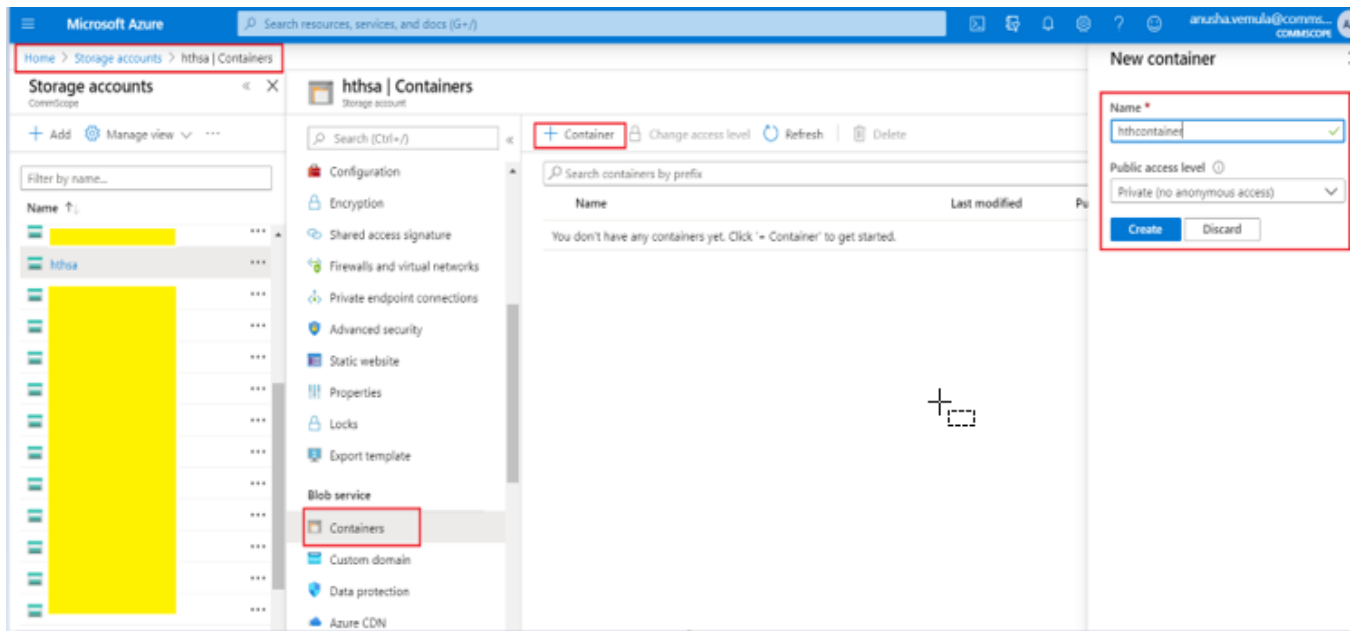 Microsoft Azure
Search resources, services, and docs (G+/)
anusha.vemula@comms...
COMMSCOPE
Home > Storage accounts > hthsa | Containers
Storage accounts
CommScope
+ Add Manage view ...
Filter by name...
Name ↑↓
hthsa
hthsa | Containers
Storage account
Search (Ctrl+/)
Configuration
Encryption
Shared access signature
Firewalls and virtual networks
Private endpoint connections
Advanced security
Static website
Properties
Locks
Export template
Blob service
Containers
Custom domain
Data protection
Azure CDN
+ Container Change access level Refresh Delete
Search containers by prefix
Name Last modified Pu
You don't have any containers yet. Click '+ Container' to get started.
New container
Name *
hthcontainer
Public access level
Private (no anonymous access)
Create Discard